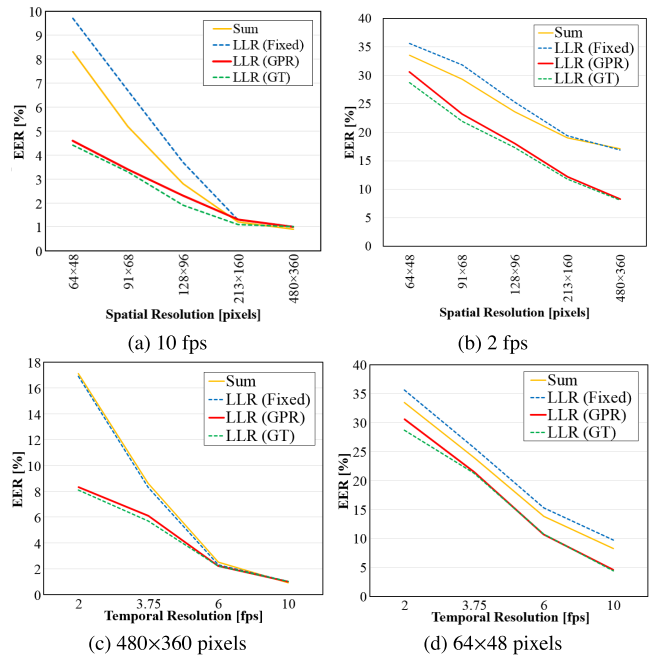 10
9
8
7
6
5
4
3
2
1
0
EER [%]
Sum
LLR (Fixed)
LLR (GPR)
LLR (GT)
64×48
91×68
128×96
213×160
480×360
Spatial Resolution [pixels]
(a) 10 fps
40
35
30
25
20
15
10
5
0
EER [%]
Sum
LLR (Fixed)
LLR (GPR)
LLR (GT)
64×48
91×68
128×96
213×160
480×360
Spatial Resolution [pixels]
(b) 2 fps
18
16
14
12
10
8
6
4
2
0
EER [%]
Sum
LLR (Fixed)
LLR (GPR)
LLR (GT)
2 3.75 6 10
Temporal Resolution [fps]
(c) 480×360 pixels
40
35
30
25
20
15
10
5
0
EER [%]
Sum
LLR (Fixed)
LLR (GPR)
LLR (GT)
2 3.75 6 10
Temporal Resolution [fps]
(d) 64×48 pixels